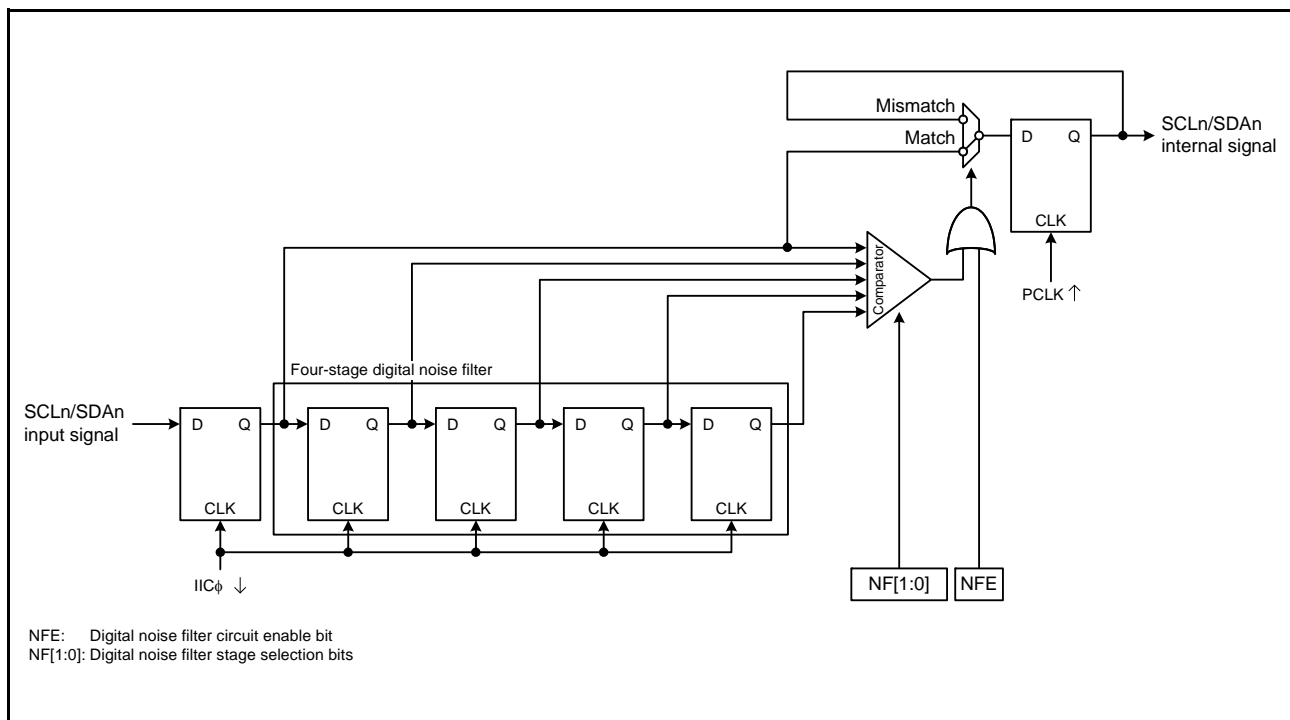 Mismatch
Match
D Q
CLK
SCLn/SDAn
internal signal
PCLK ↑
Comparator
Four-stage digital noise filter
SCLn/SDAn
input signal
D Q
CLK
D Q
CLK
D Q
CLK
D Q
CLK
D Q
CLK
IICϕ ↓
NF[1:0]
NFE
NFE: Digital noise filter circuit enable bit
NF[1:0]: Digital noise filter stage selection bits